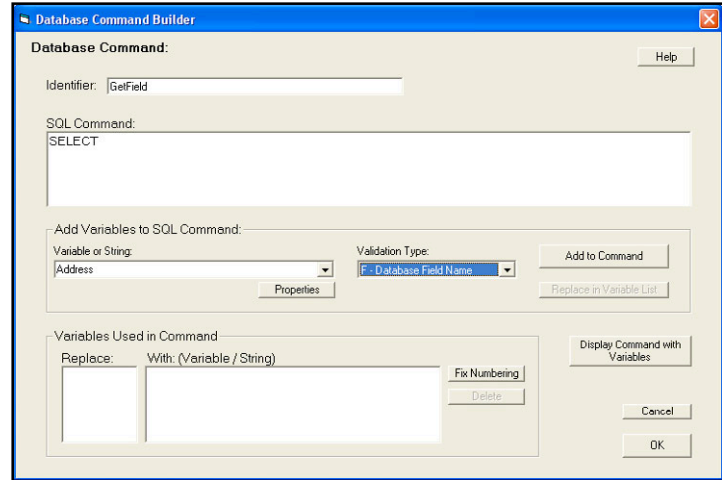 Database Command Builder
Database Command:
Help
Identifier: GetField
SQL Command:
SELECT
Add Variables to SQL Command:
Variable or String:
Validation Type:
Address
F - Database Field Name
Add to Command
Properties
Replace in Variable List
Variables Used in Command
Replace:
With: (Variable / String)
Display Command with
Variables
Fix Numbering
Delete
Cancel
OK